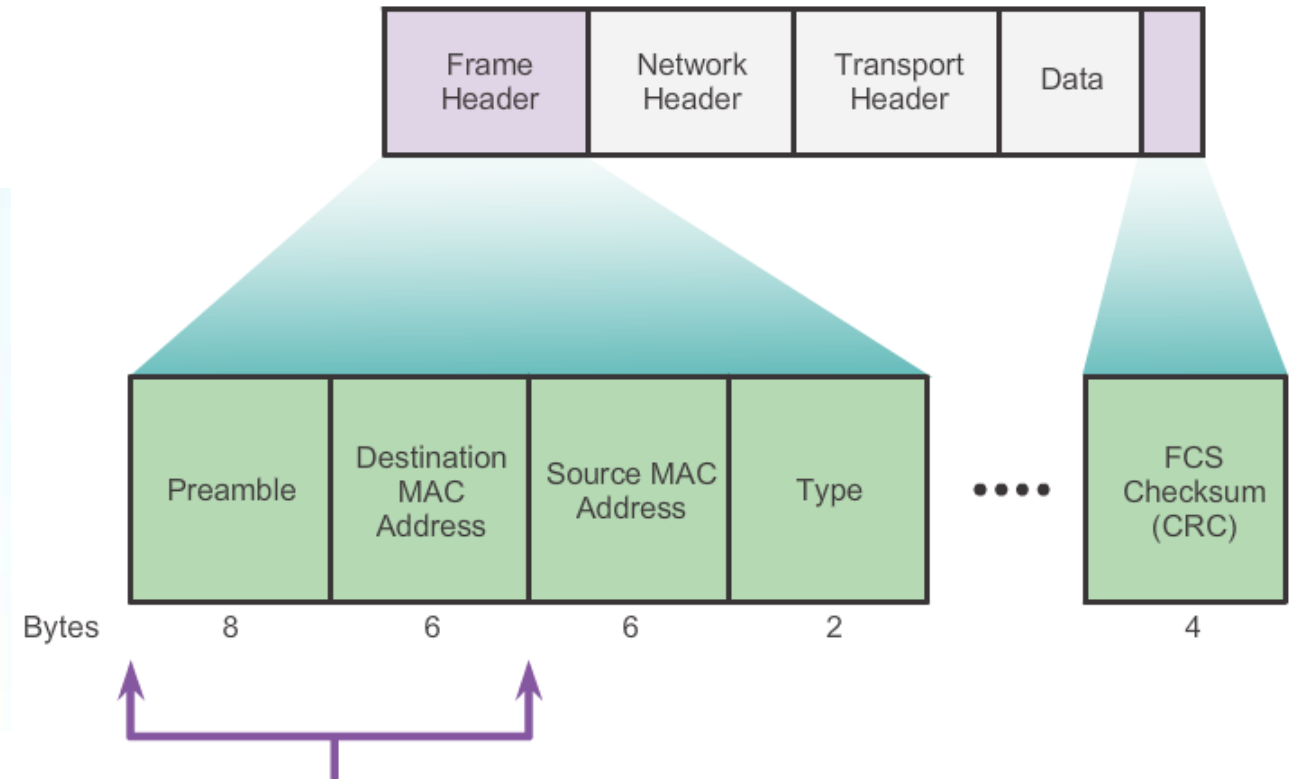 Frame
Header
Network
Header
Transport
Header
Data
Preamble
Destination
MAC
Address
Source MAC
Address
Type
FCS
Checksum
(CRC)
Bytes 8 6 6 2 4